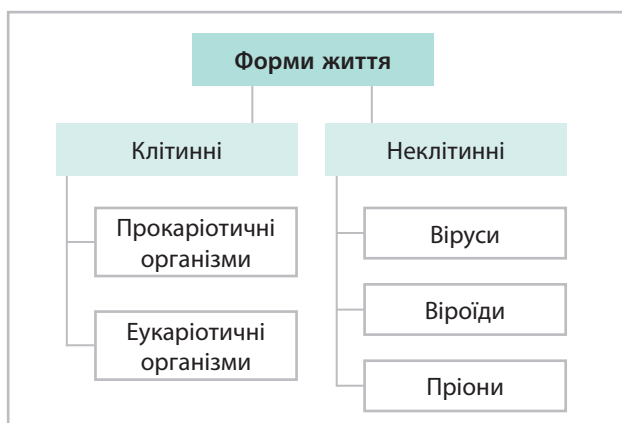 Форми життя
Клітинні
Прокаріотичні
організми
Еукаріотичні
організми
Неклітинні
Віруси
Віроїди
Пріони